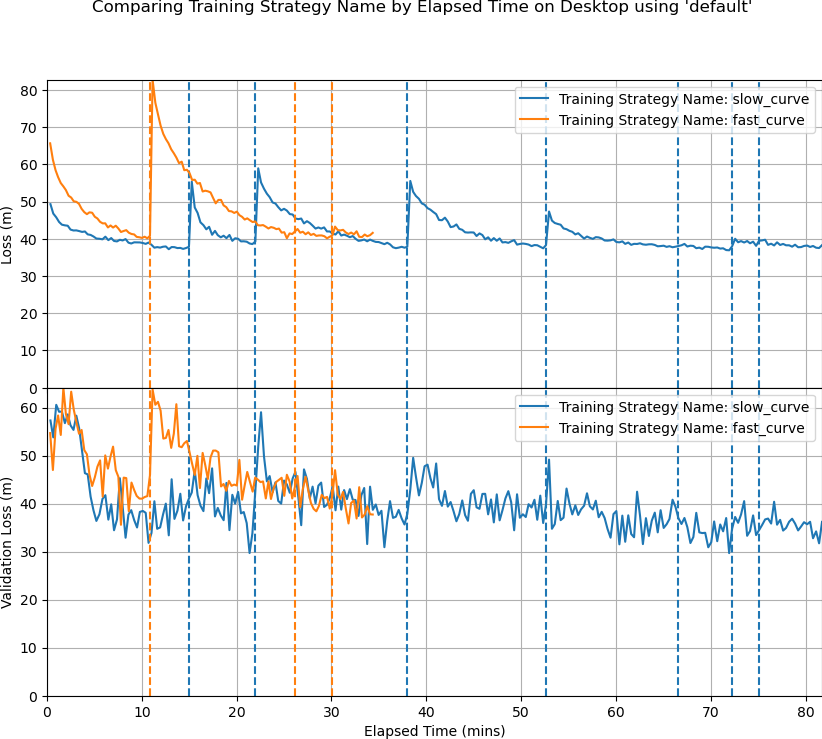 Comparing Training Strategy Name by Elapsed Time on Desktop using 'default'
80
70
60
50
40
30
20
10
0
Loss (m)
Training Strategy Name: slow_curve
Training Strategy Name: fast_curve
60
50
40
30
20
10
0
Validation Loss (m)
Training Strategy Name: slow_curve
Training Strategy Name: fast_curve
0 10 20 30 40 50 60 70 80
Elapsed Time (mins)